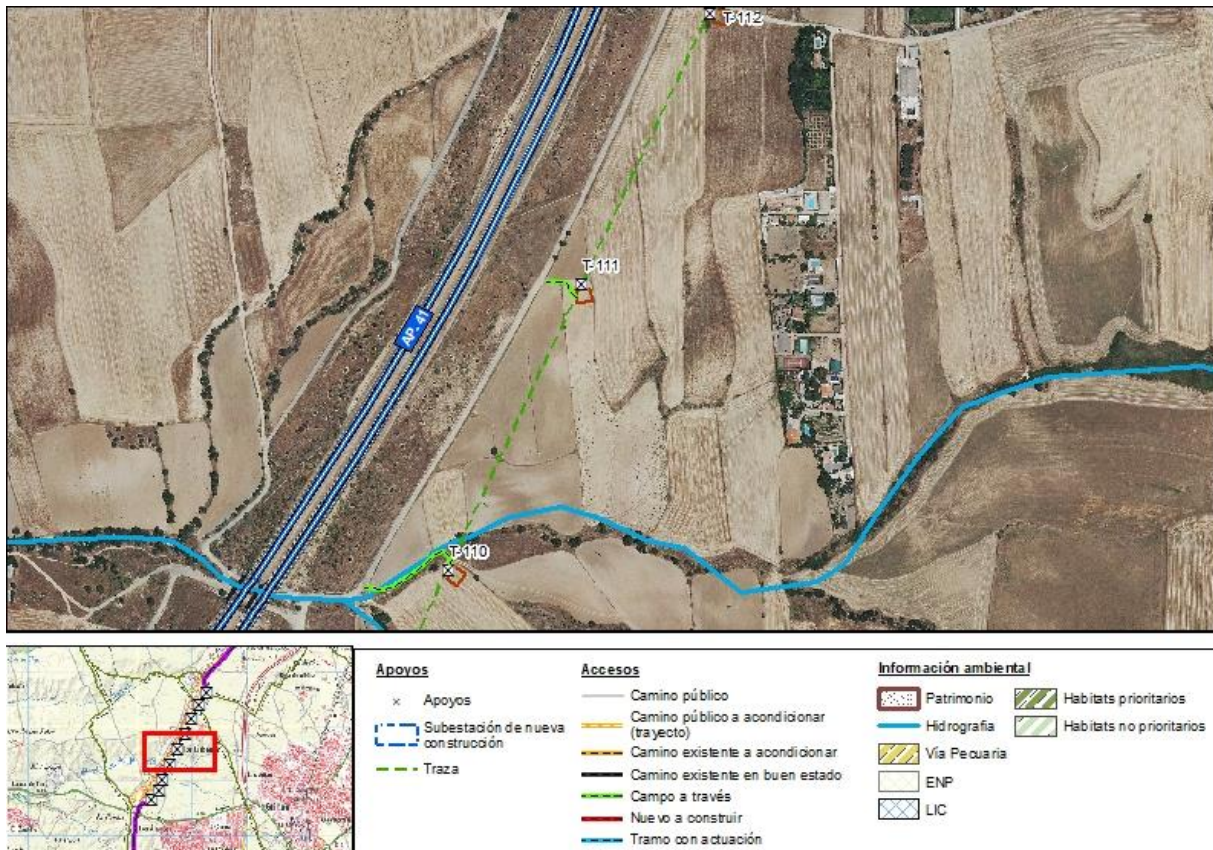 T-112
T-111
AP-41
T-110
Apoyos
Apoyos
Subestación de nueva
construcción
Traza
Accesos
Camino público
Camino público a acondicionar
(trayecto)
Camino existente a acondicionar
Camino existente en buen estado
Campo a través
Nuevo a construir
Tramo con actuación
Información ambiental
Patrimonio
Hidrografía
Vía Pecuaria
ENP
LIC
Habitats prioritarios
Habitats no prioritarios